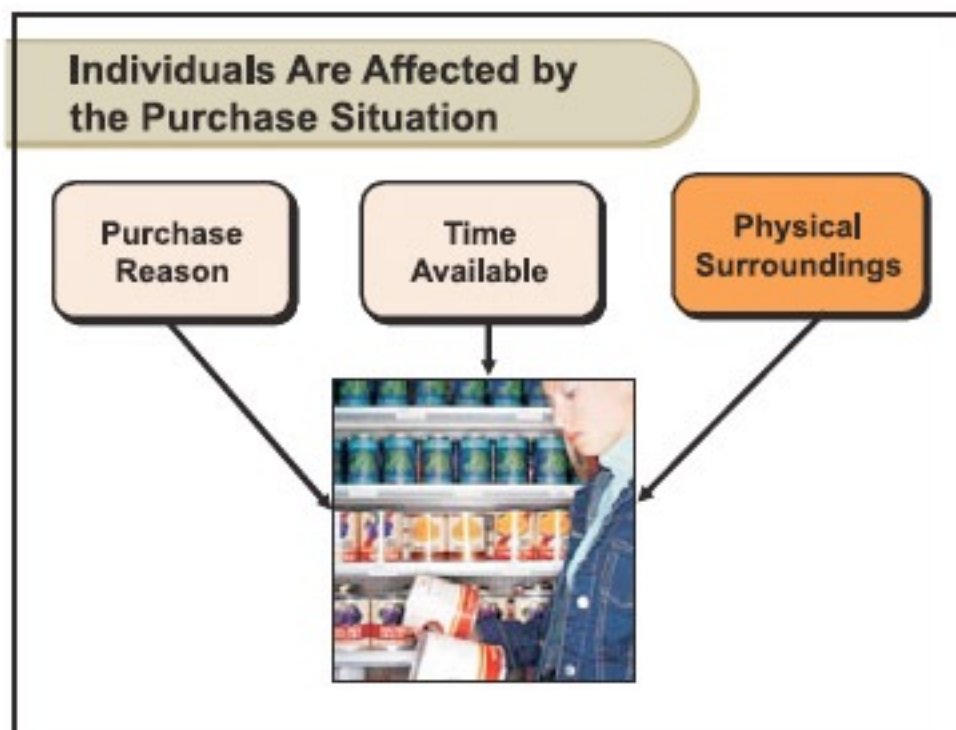 Individuals Are Affected by
the Purchase Situation
Purchase
Reason
Time
Available
Physical
Surroundings